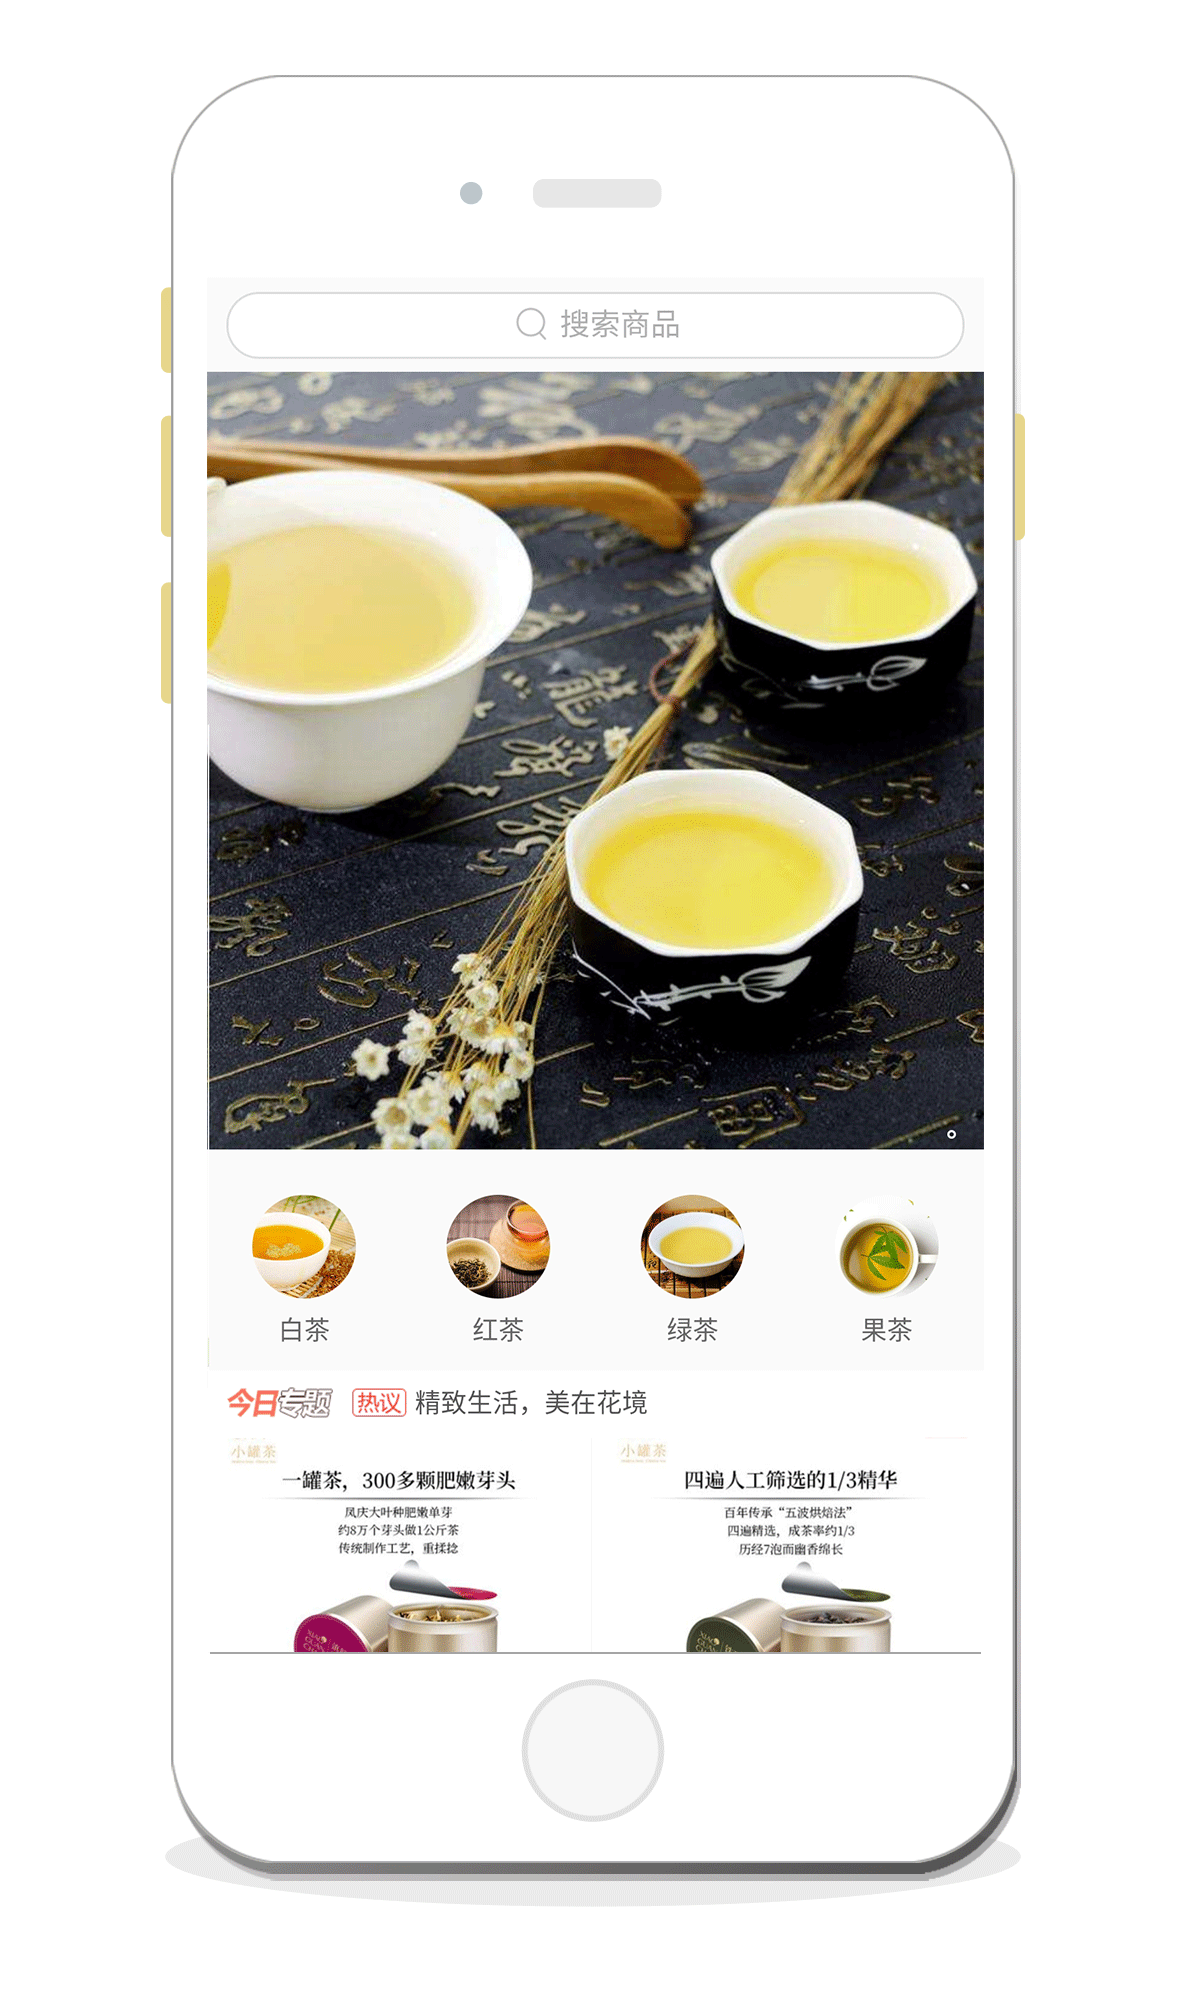 搜索商品
龍
白茶
红茶
绿茶
果茶
今日专题
热议
精致生活，美在花境
小罐茶
一罐茶，300多颗肥嫩芽头
凤庆大叶种肥嫩单芽
约8万个芽头做1公斤茶
传统制作工艺，重揉捻
小罐茶
四遍人工筛选的1/3精华
百年传承“五波烘焙法”
四遍精选，成茶率约1/3
历经7泡而幽香绵长
XIAO
GUAN
XIAO
GUAN